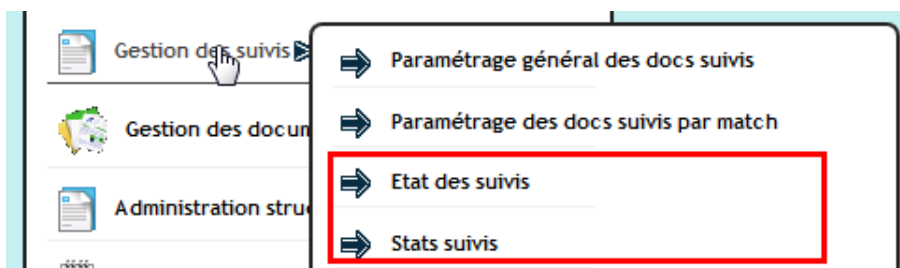 Gestion des suivis
Gestion des docum
Administration stru
Paramétrage général des docs suivis
Paramétrage des docs suivis par match
Etat des suivis
Stats suivis